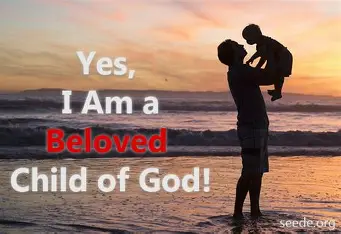 Yes,
I Am a
Beloved
Child of God!
seede.org